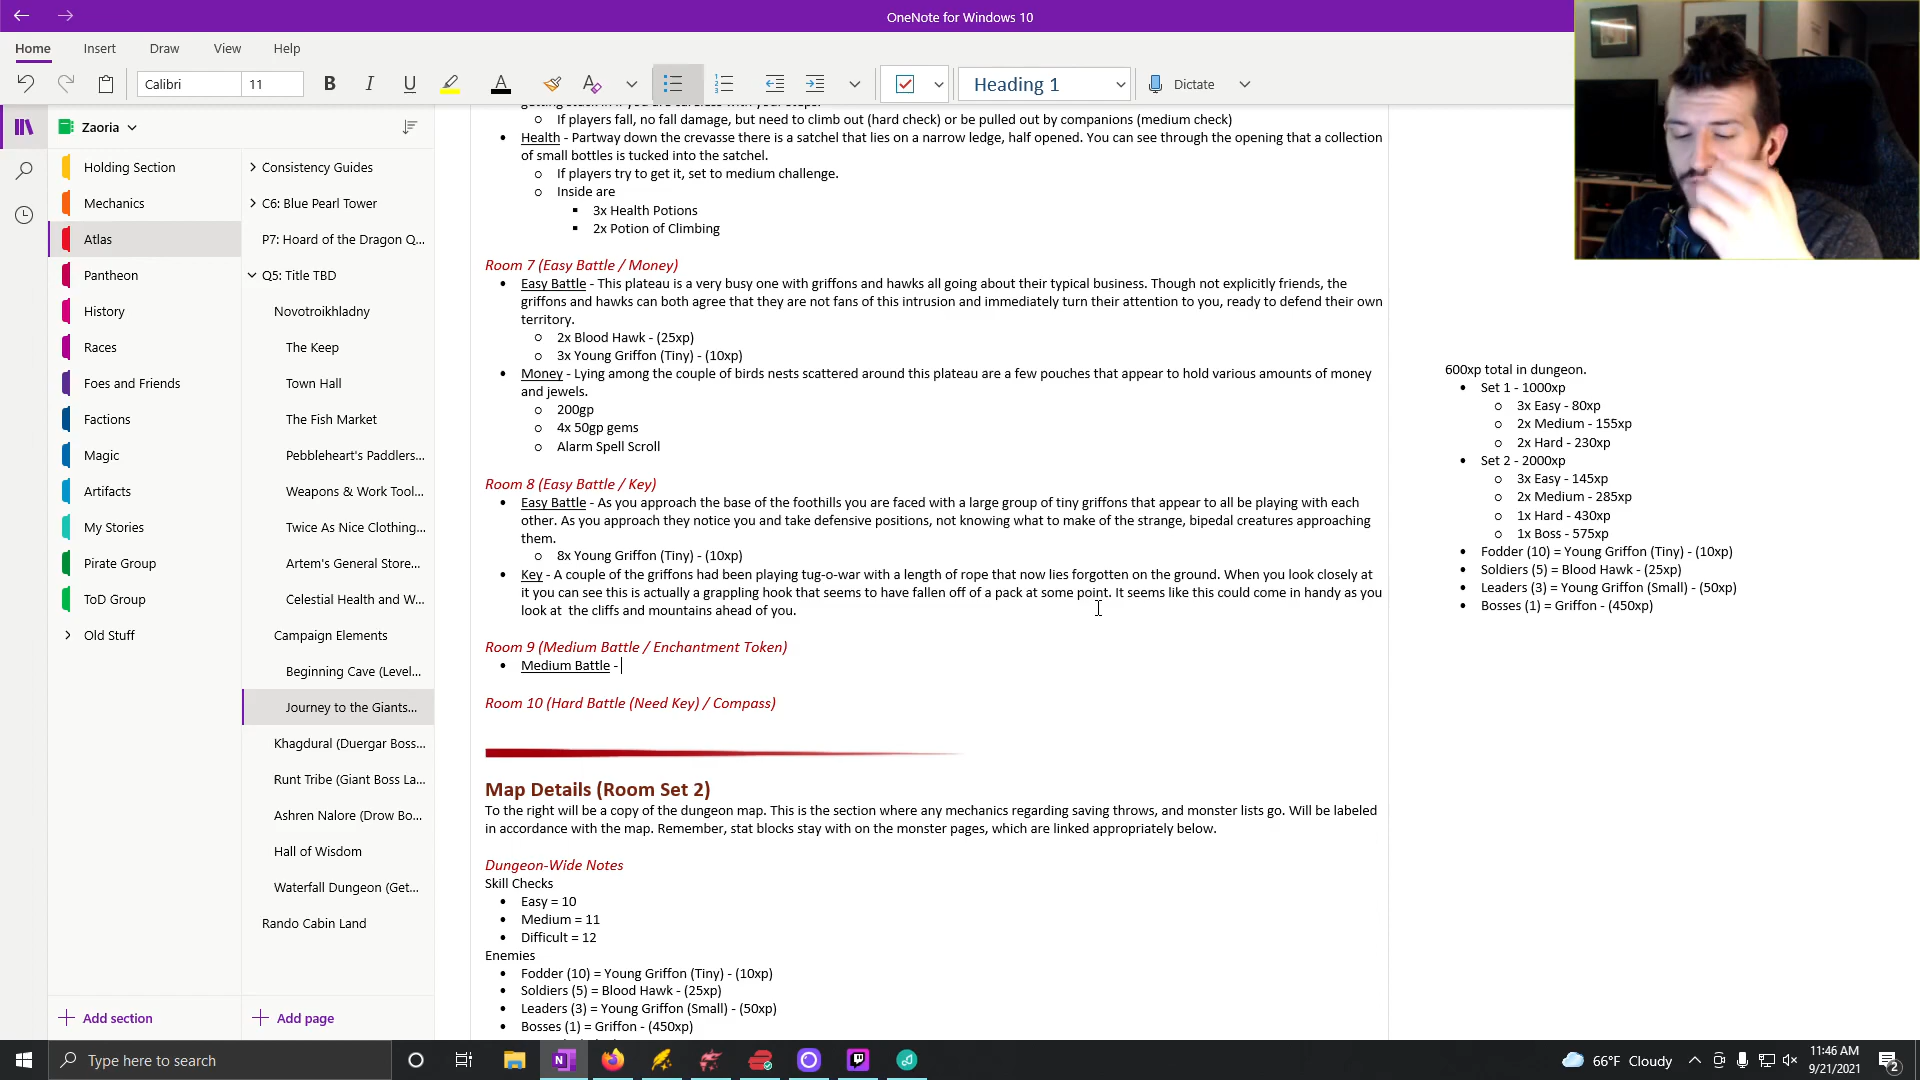 OneNote for Windows 10
Home Insert Draw View Help
Calibri 11 B I U A A Heading 1 Dictate
Zaoria
Holding Section
Mechanics
Atlas
Pantheon
History
Races
Foes and Friends
Factions
Magic
Artifacts
My Stories
Pirate Group
ToD Group
Old Stuff
Add section
Consistency Guides
C6: Blue Pearl Tower
P7: Hoard of the Dragon Q...
Q5: Title TBD
Novotroikhladny
The Keep
Town Hall
The Fish Market
Pebbleheart's Paddlers...
Weapons & Work Tool...
Twice As Nice Clothing...
Artem's General Store...
Celestial Health and W...
Campaign Elements
Beginning Cave (Level...
Journey to the Giants...
Khagdural (Duergar Boss...
Runt Tribe (Giant Boss La...
Ashren Nalore (Drow Bo...
Hall of Wisdom
Waterfall Dungeon (Get...
Rando Cabin Land
Add page
getting stuck in if you are careless with your steps.
o If players fall, no fall damage, but need to climb out (hard check) or be pulled out by companions (medium check)
• Health - Partway down the crevasse there is a satchel that lies on a narrow ledge, half opened. You can see through the opening that a collection
of small bottles is tucked into the satchel.
o If players try to get it, set to medium challenge.
o Inside are
▪ 3x Health Potions
▪ 2x Potion of Climbing
Room 7 (Easy Battle / Money)
• Easy Battle - This plateau is a very busy one with griffons and hawks all going about their typical business. Though not explicitly friends, the
griffons and hawks can both agree that they are not fans of this intrusion and immediately turn their attention to you, ready to defend their own
territory.
o 2x Blood Hawk - (25xp)
o 3x Young Griffon (Tiny) - (10xp)
• Money - Lying among the couple of birds nests scattered around this plateau are a few pouches that appear to hold various amounts of money
and jewels.
o 200gp
o 4x 50gp gems
o Alarm Spell Scroll
Room 8 (Easy Battle / Key)
• Easy Battle - As you approach the base of the foothills you are faced with a large group of tiny griffons that appear to all be playing with each
other. As you approach they notice you and take defensive positions, not knowing what to make of the strange, bipedal creatures approaching
them.
o 8x Young Griffon (Tiny) - (10xp)
• Key - A couple of the griffons had been playing tug-o-war with a length of rope that now lies forgotten on the ground. When you look closely at
it you can see this is actually a grappling hook that seems to have fallen off of a pack at some point. It seems like this could come in handy as you
look at the cliffs and mountains ahead of you.
Room 9 (Medium Battle / Enchantment Token)
• Medium Battle -
Room 10 (Hard Battle (Need Key) / Compass)
Map Details (Room Set 2)
To the right will be a copy of the dungeon map. This is the section where any mechanics regarding saving throws, and monster lists go. Will be labeled
in accordance with the map. Remember, stat blocks stay with on the monster pages, which are linked appropriately below.
Dungeon-Wide Notes
Skill Checks
• Easy = 10
• Medium = 11
• Difficult = 12
Enemies
• Fodder (10) = Young Griffon (Tiny) - (10xp)
• Soldiers (5) = Blood Hawk - (25xp)
• Leaders (3) = Young Griffon (Small) - (50xp)
• Bosses (1) = Griffon - (450xp)
600xp total in dungeon.
• Set 1 - 1000xp
o 3x Easy - 80xp
o 2x Medium - 155xp
o 2x Hard - 230xp
• Set 2 - 2000xp
o 3x Easy - 145xp
o 2x Medium - 285xp
o 1x Hard - 430xp
o 1x Boss - 575xp
• Fodder (10) = Young Griffon (Tiny) - (10xp)
• Soldiers (5) = Blood Hawk - (25xp)
• Leaders (3) = Young Griffon (Small) - (50xp)
• Bosses (1) = Griffon - (450xp)
Type here to search
66°F Cloudy
11:46 AM
9/21/2021
2